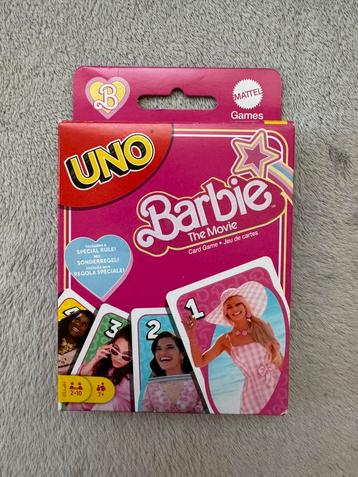 B
MATTEL
Games
UNO
Barbie
The Movie
Card Game • Jeu de cartes
Includes a
SPECIAL RULE!
Mit
SONDERREGEL!
Include una
REGOLA SPECIALE!
3
2
1
2-10
7+